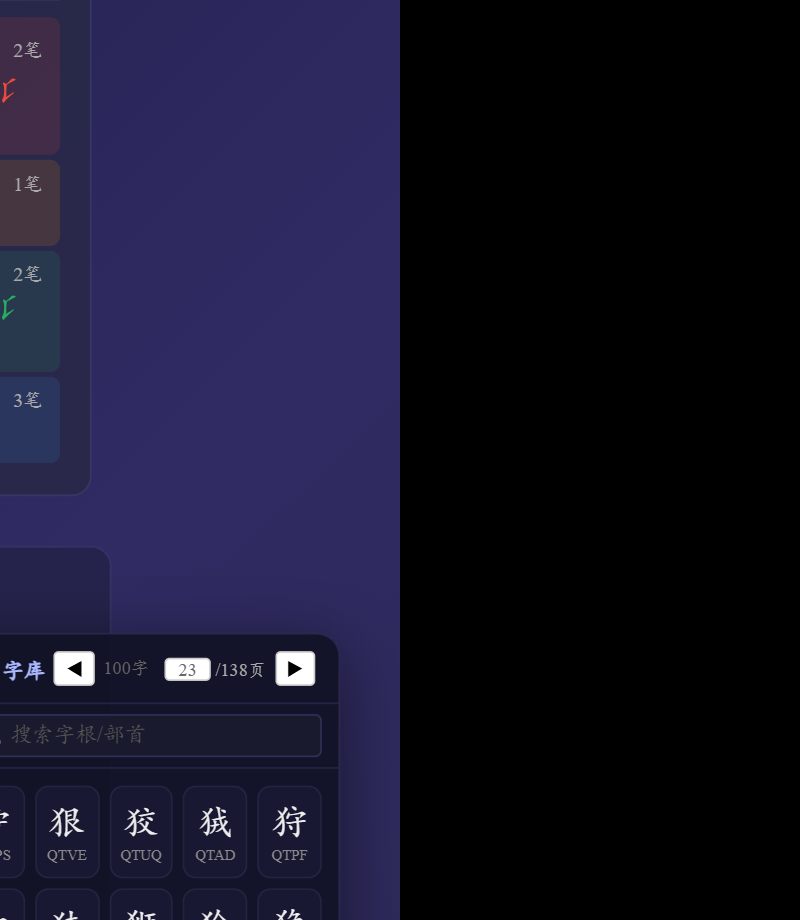 2笔
1笔
2笔
3笔
字库 ◀ 100字 23 /138页 ▶
搜索字根/部首
狠 狡 狨 狩
PS QTVE QTUQ QTAD QTPF